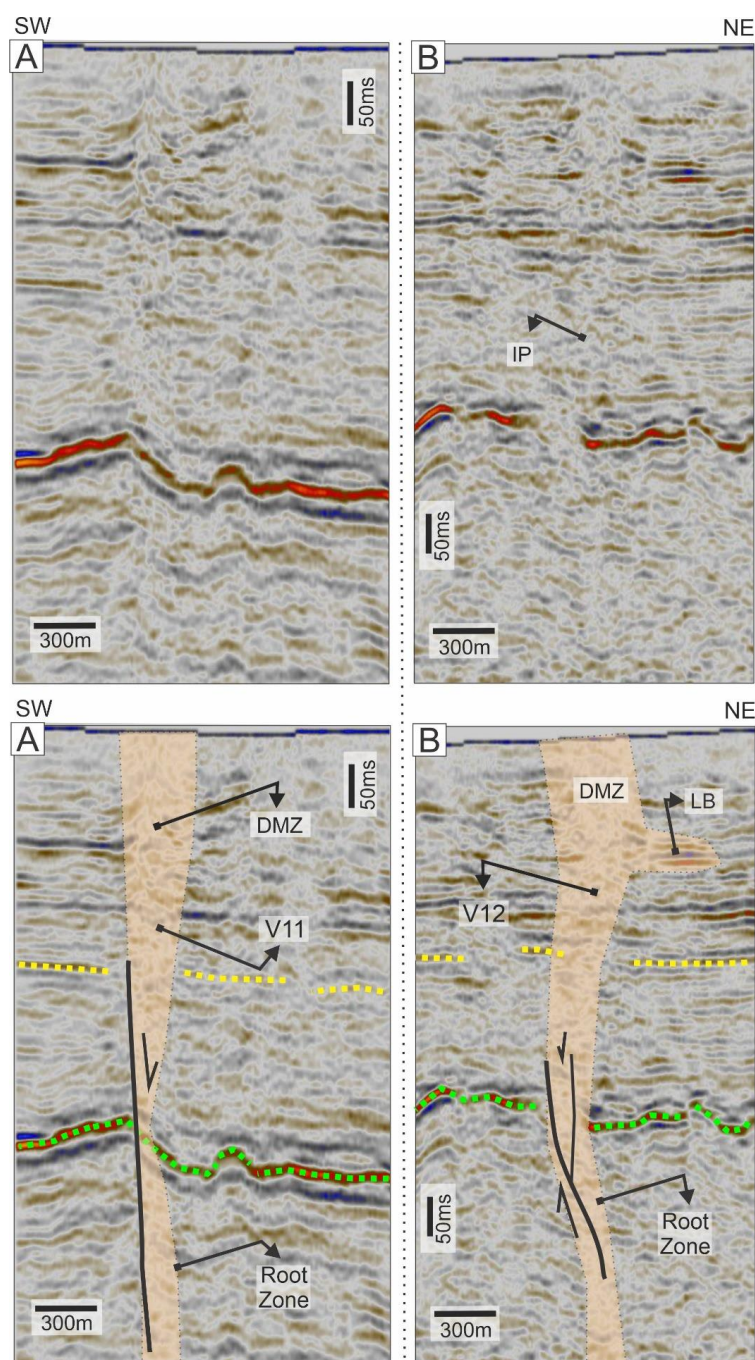 SW
NE
A
B
50ms
IP
50ms
300m
300m
SW
NE
A
B
50ms
DMZ
DMZ
LB
V11
V12
50ms
Root
Zone
Root
Zone
300m
300m